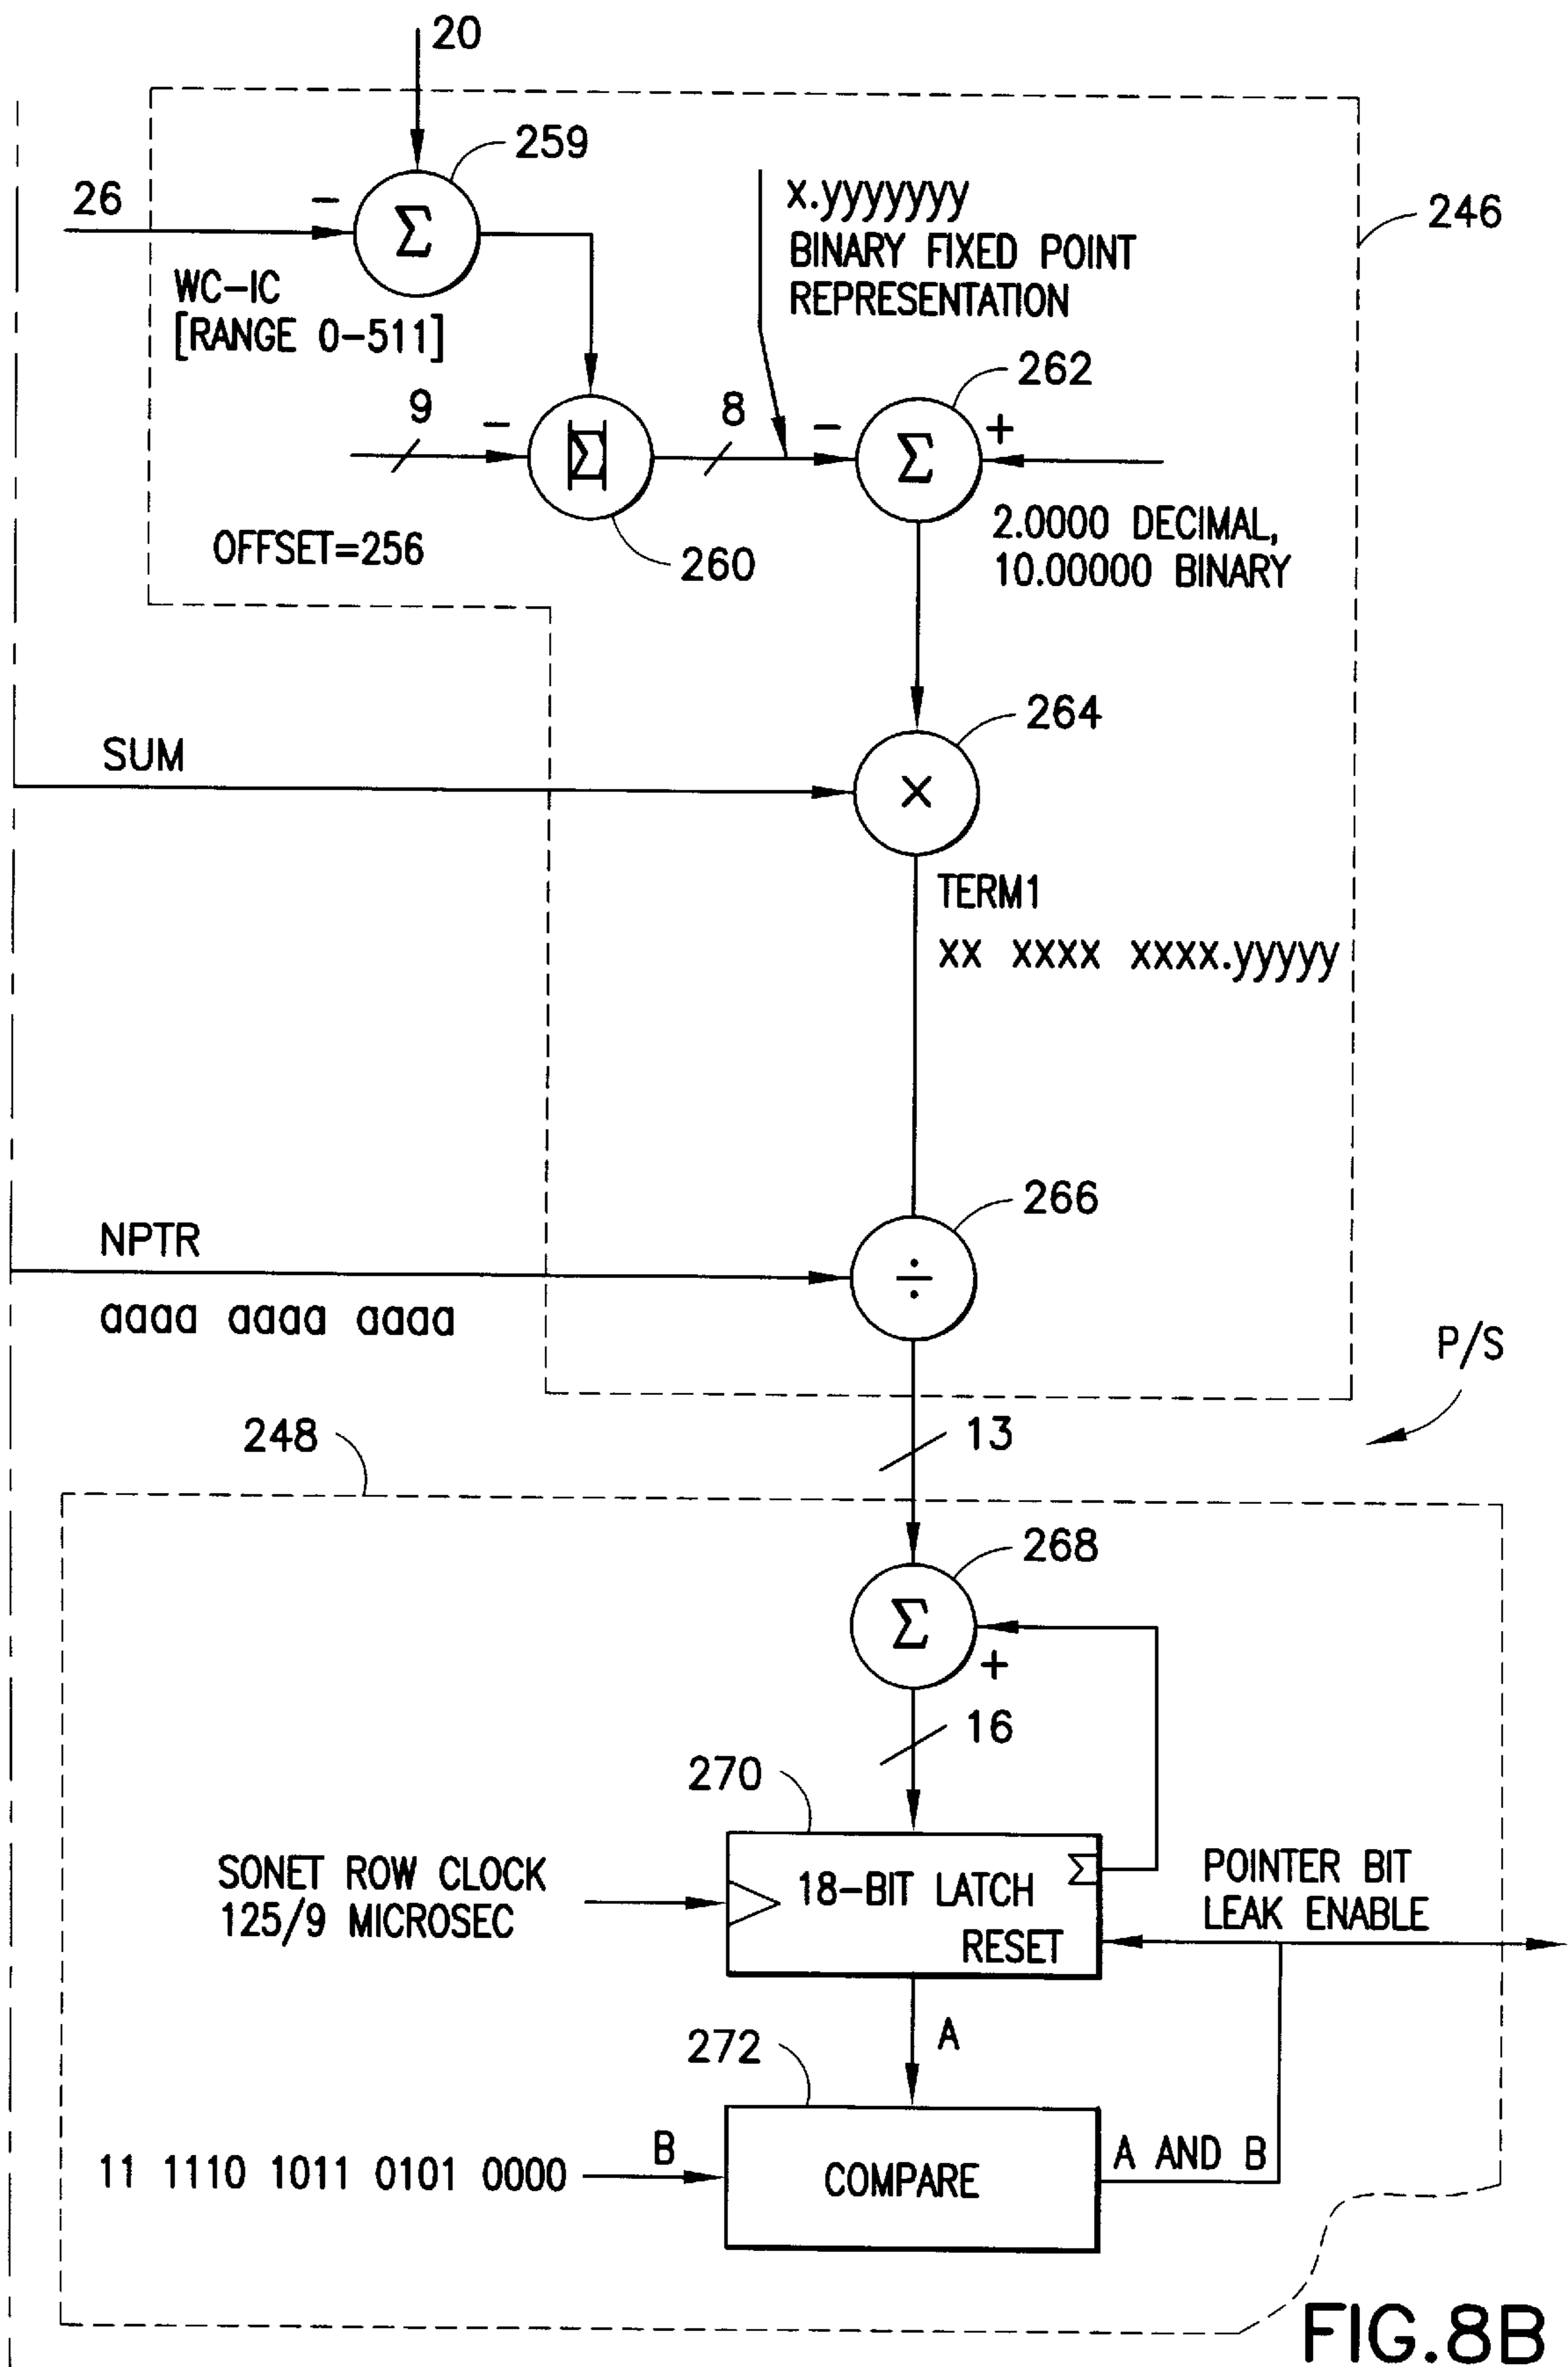 20
259
26
-
Σ
WC-IC
[RANGE 0-511]
x.yyyyyyy
BINARY FIXED POINT
REPRESENTATION
246
9
-
|Σ|
8
-
262
Σ
+
OFFSET=256
260
2.0000 DECIMAL,
10.00000 BINARY
264
SUM
×
TERM1
xx xxxx xxxx.yyyyy
266
NPTR
÷
aaaa aaaa aaaa
P/S
13
248
268
Σ
+
16
270
SONET ROW CLOCK
125/9 MICROSEC
18-BIT LATCH
Σ
RESET
POINTER BIT
LEAK ENABLE
A
272
11 1110 1011 0101 0000
B
COMPARE
A AND B
FIG.8B